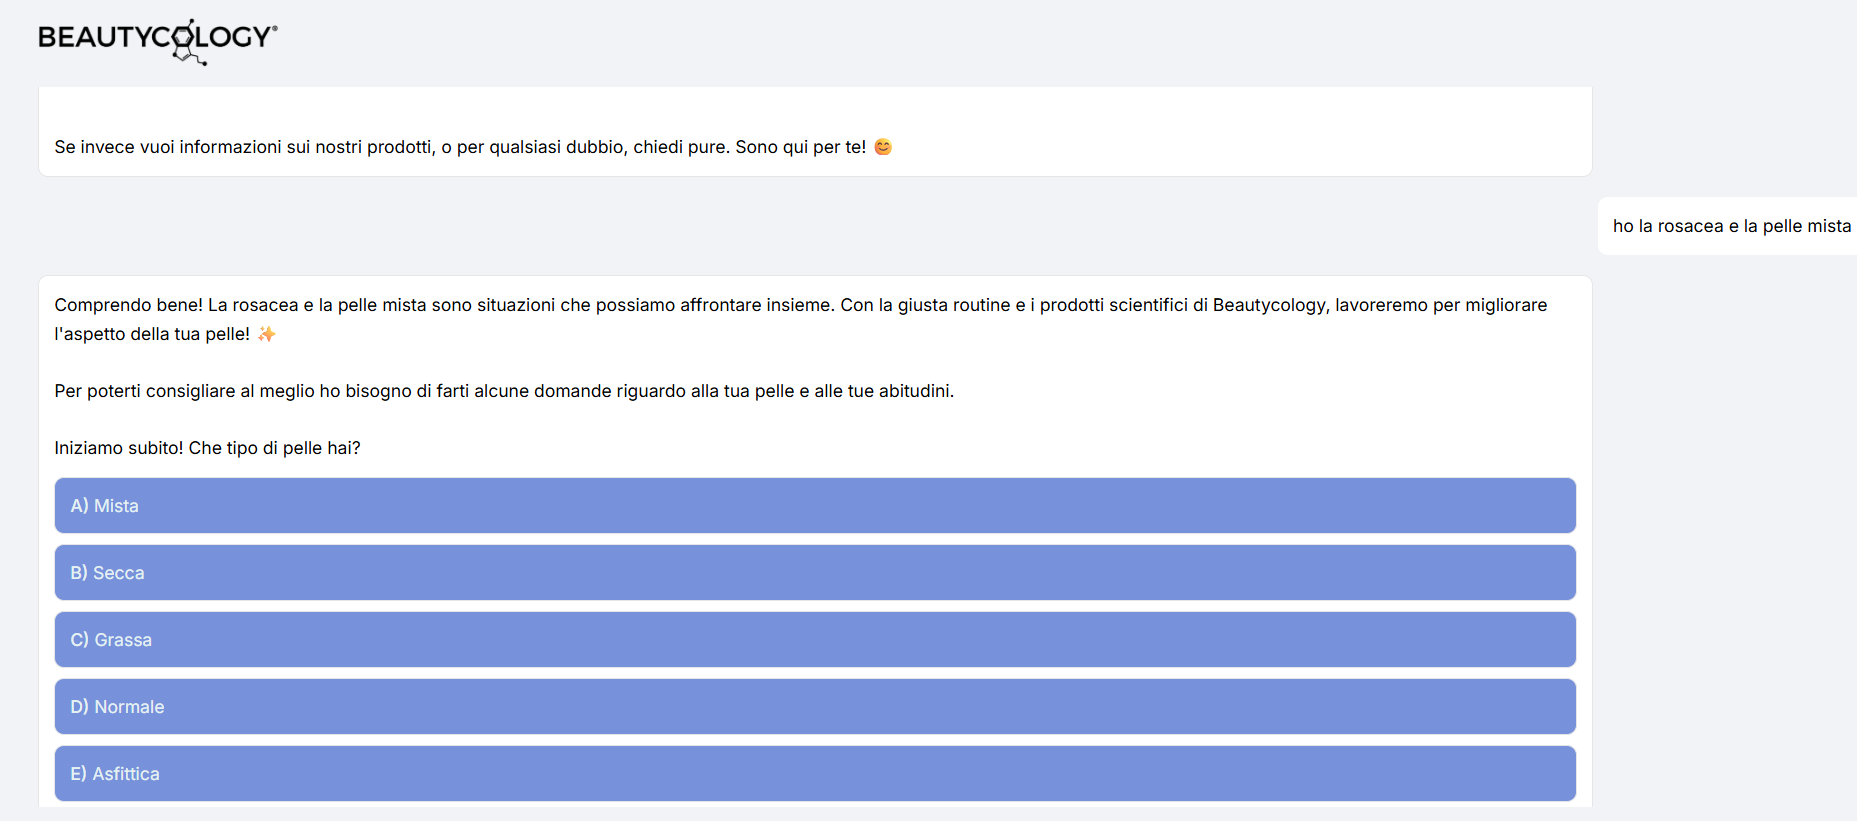 BEAUTYCOLOGY®
Se invece vuoi informazioni sui nostri prodotti, o per qualsiasi dubbio, chiedi pure. Sono qui per te! 😊
ho la rosacea e la pelle mista
Comprendo bene! La rosacea e la pelle mista sono situazioni che possiamo affrontare insieme. Con la giusta routine e i prodotti scientifici di Beautycology, lavoreremo per migliorare
l'aspetto della tua pelle! ✨
Per poterti consigliare al meglio ho bisogno di farti alcune domande riguardo alla tua pelle e alle tue abitudini.
Iniziamo subito! Che tipo di pelle hai?
A) Mista
B) Secca
C) Grassa
D) Normale
E) Asfittica